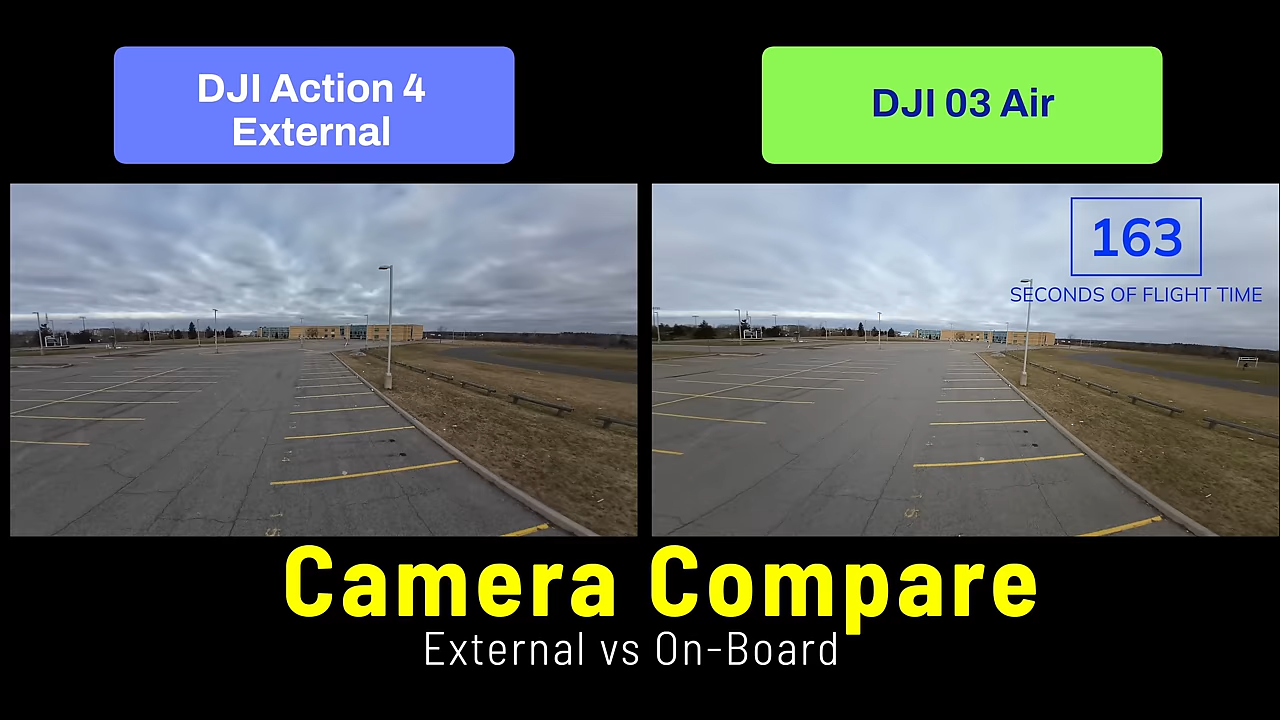 DJI Action 4
External
DJI 03 Air
163
SECONDS OF FLIGHT TIME
Camera Compare
External vs On-Board